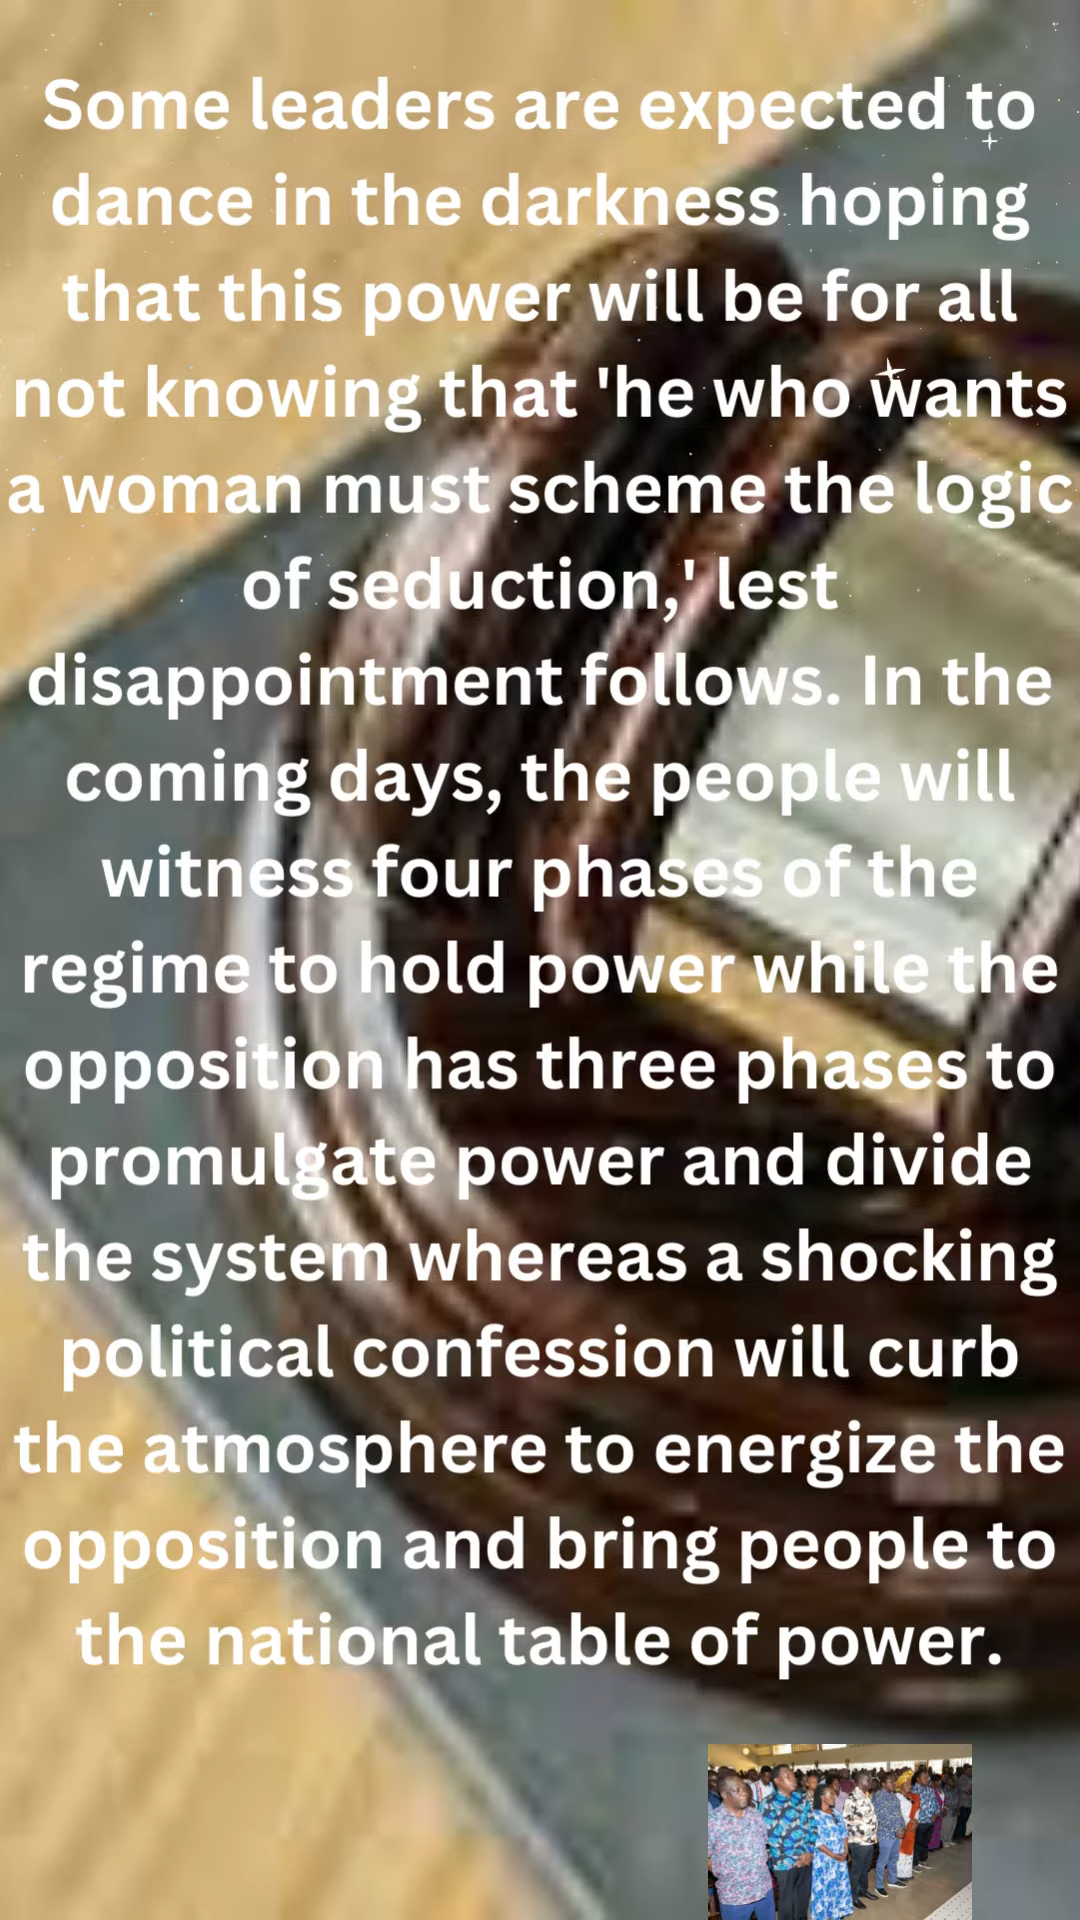 Some leaders are expected to
dance in the darkness hoping
that this power will be for all
not knowing that 'he who wants
a woman must scheme the logic
of seduction,' lest
disappointment follows. In the
coming days, the people will
witness four phases of the
regime to hold power while the
opposition has three phases to
promulgate power and divide
the system whereas a shocking
political confession will curb
the atmosphere to energize the
opposition and bring people to
the national table of power.